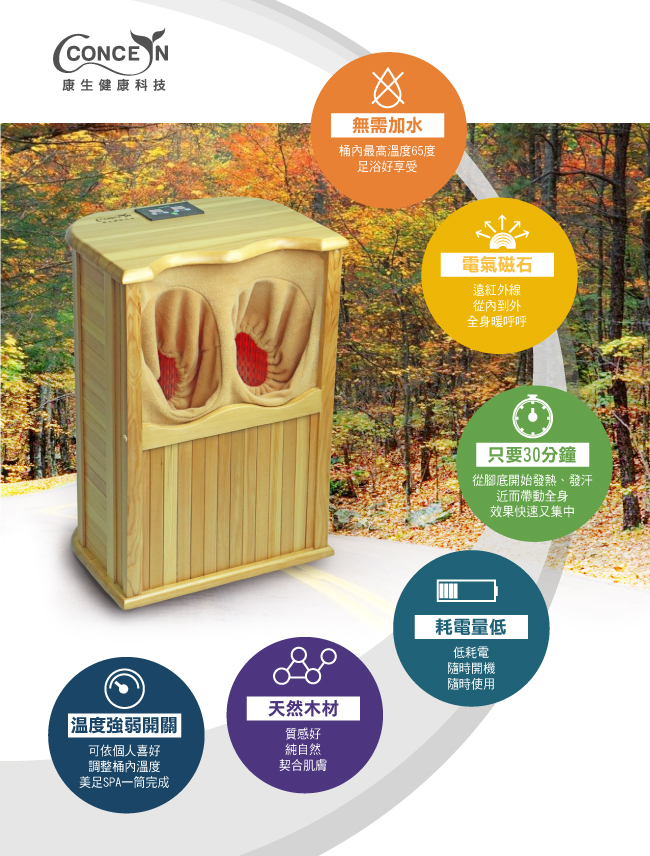 CONCERN
康生健康科技
無需加水
桶內最高溫度65度
足浴好享受
電氣磁石
遠紅外線
從內到外
全身暖呼呼
只要30分鐘
從腳底開始發熱、發汗
近而帶動全身
效果快速又集中
耗電量低
低耗電
隨時開機
隨時使用
天然木材
質感好
純自然
契合肌膚
溫度強弱開關
可依個人喜好
調整桶內溫度
美足SPA一筒完成